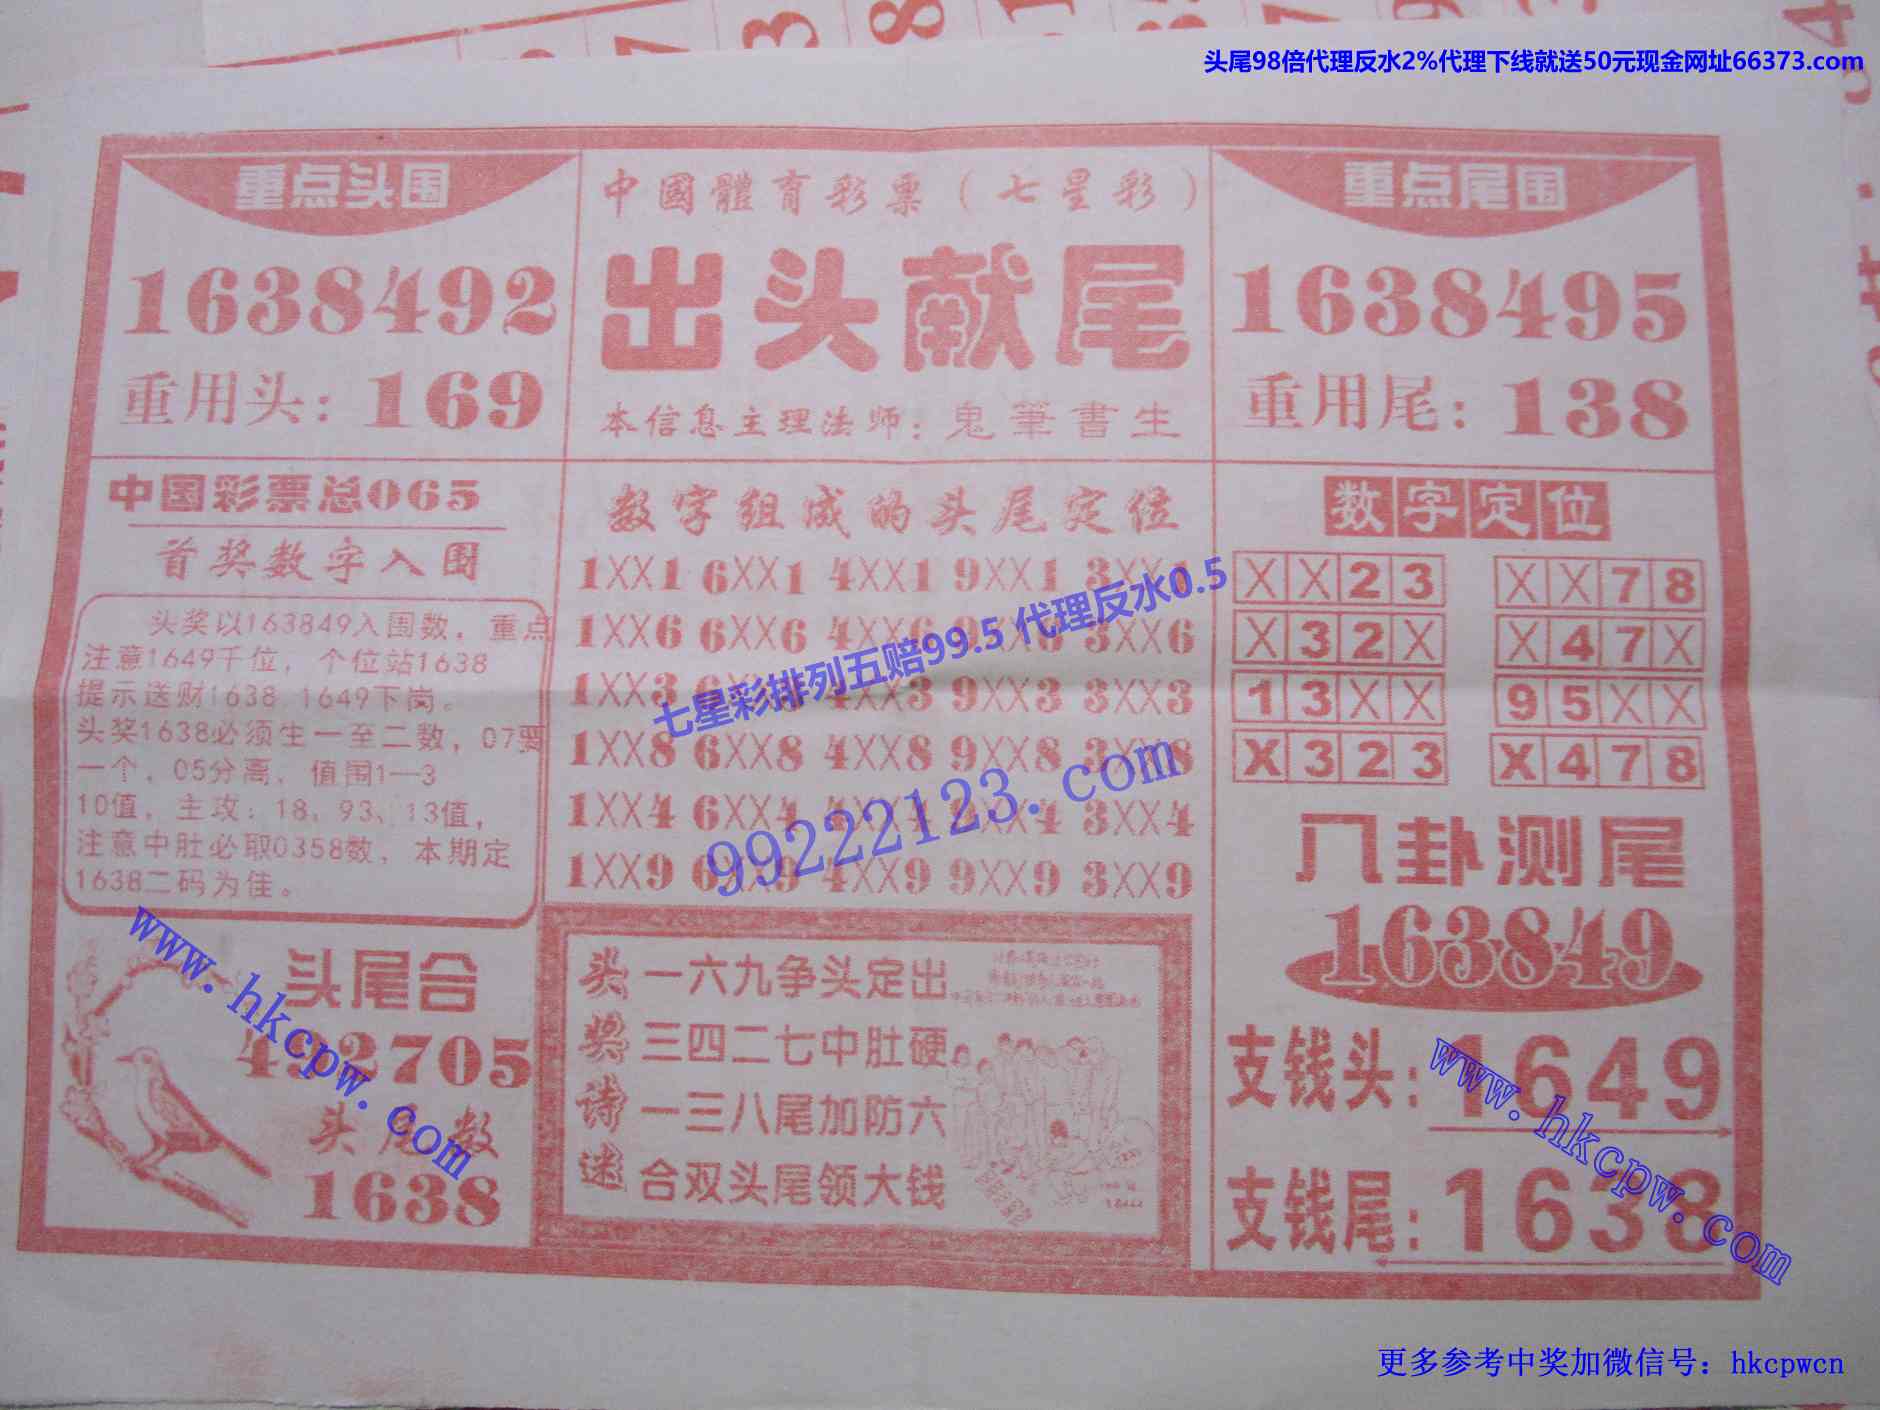 头尾98倍代理反水2%代理下线就送50元现金网址66373.com
重点头围
1638492
重用头：169
中國體育彩票（七星彩）
出头献尾
本信息主理法师：鬼筆書生
重点尾围
1638495
重用尾：138
中国彩票总065
首奖数字入围
头奖以163849入围数，重点
注意1649千位，个位站1638
提示送财1638 1649下岗。
头奖1638必须生一至二数，07要
一个，05分离，值围1—3
10值，主攻：18、93、13值，
注意中肚必取0358数，本期定
1638二码为佳。
数字组成的头尾定位
1XX1 6XX1 4XX1 9XX1 3XX1
1XX6 6XX6 4XX6 9XX6 3XX6
1XX3 6XX3 4XX3 9XX3 3XX3
1XX8 6XX8 4XX8 9XX8 3XX8
1XX4 6XX4 4XX4 9XX4 3XX4
1XX9 6XX9 4XX9 9XX9 3XX9
七星彩排列五赔99.5 代理反水0.5
99222123.com
数字定位
XX23 XX78
X32X X47X
13XX 95XX
X323 X478
八卦测尾
163849
支钱头：1649
支钱尾：1638
www.hkcpw.com
头尾合
492705
头尾数
1638
www.hkcpw.com
头奖诗迷
一六九争头定出
三四二七中肚硬
一三八尾加防六
合双头尾领大钱
更多参考中奖加微信号：hkcpwcn